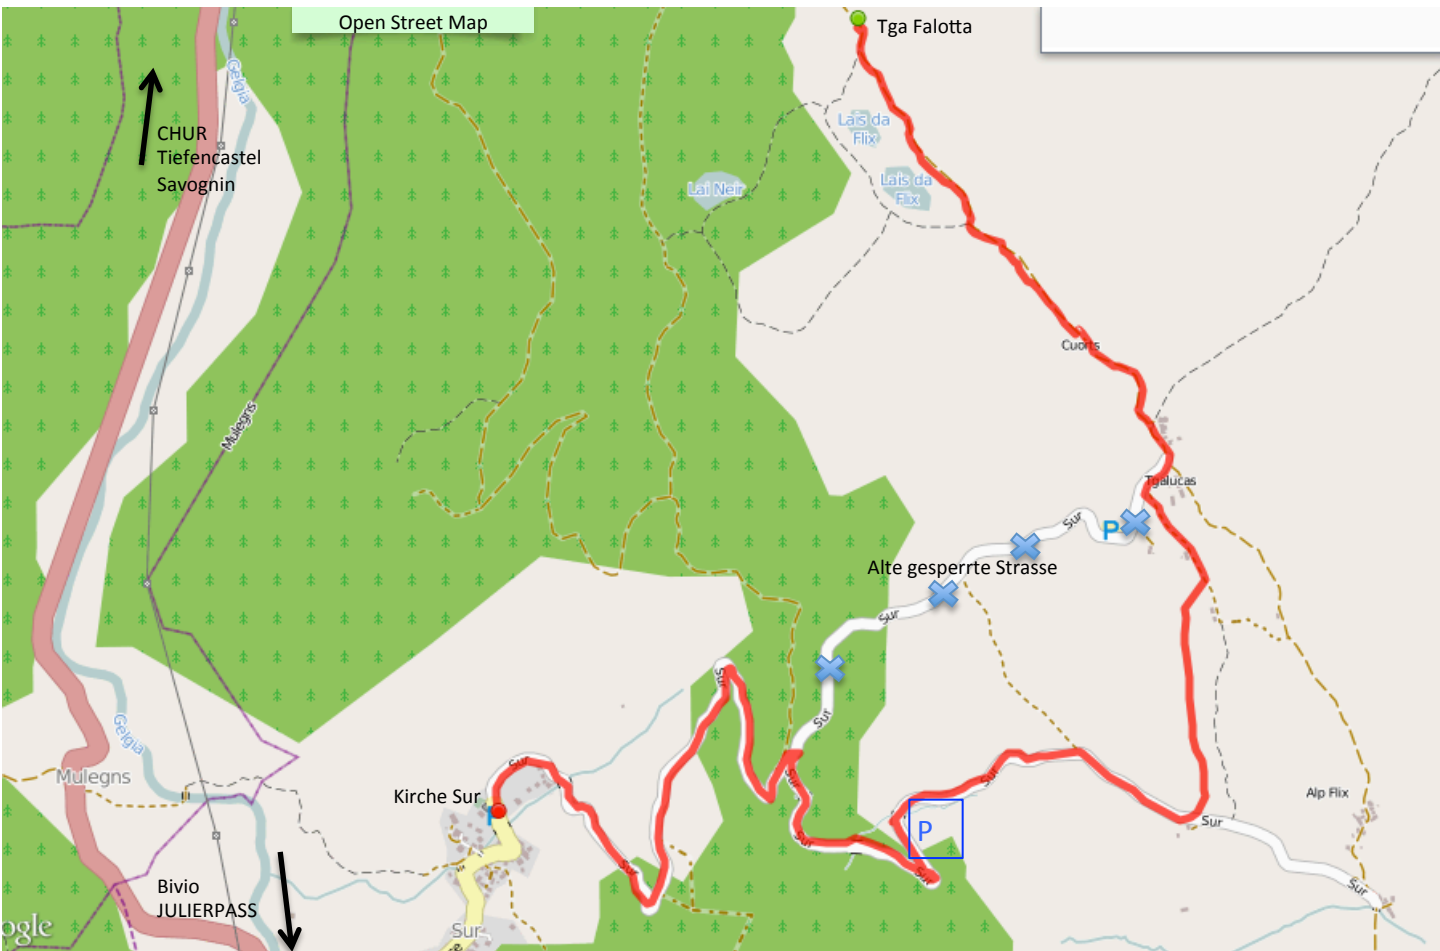 Open Street Map
Tga Falotta
Gelgia
CHUR
Tiefencastel
Savognin
Lais da
Flix
Lai Neir
Lais da
Flix
Cuorts
Mulegns
Tgalucas
Sur
P
Alte gesperrte Strasse
Sur
Sur
Sur
Gelgia
Sur
Sur
Sur
Mulegns
Kirche Sur
P
Alp Flix
Sur
Sur
Sur
Sur
Sur
Bivio
JULIERPASS
Sur
ogle